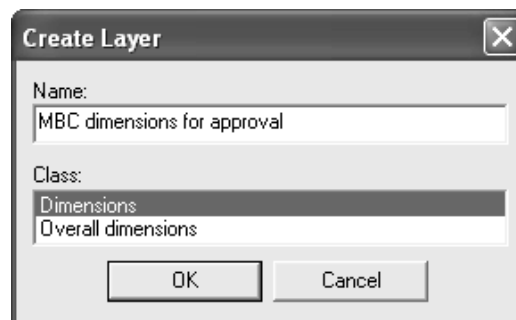 Create Layer
Name:
MBC dimensions for approval
Class:
Dimensions
Overall dimensions
OK
Cancel